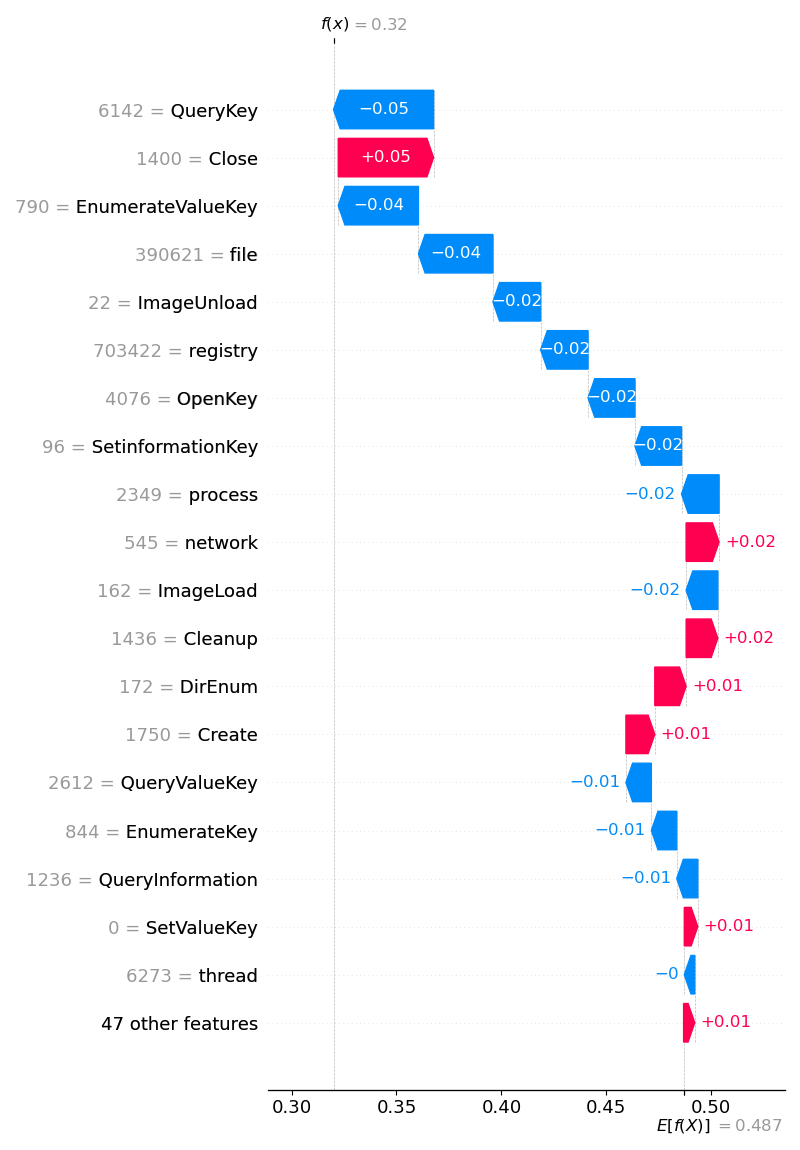 f(x) = 0.32
6142 = QueryKey −0.05
1400 = Close +0.05
790 = EnumerateValueKey −0.04
390621 = file −0.04
22 = ImageUnload −0.02
703422 = registry −0.02
4076 = OpenKey −0.02
96 = SetinformationKey −0.02
2349 = process −0.02
545 = network +0.02
162 = ImageLoad −0.02
1436 = Cleanup +0.02
172 = DirEnum +0.01
1750 = Create +0.01
2612 = QueryValueKey −0.01
844 = EnumerateKey −0.01
1236 = QueryInformation −0.01
0 = SetValueKey +0.01
6273 = thread −0
47 other features +0.01
0.30 0.35 0.40 0.45 0.50
E[f(X)] = 0.487